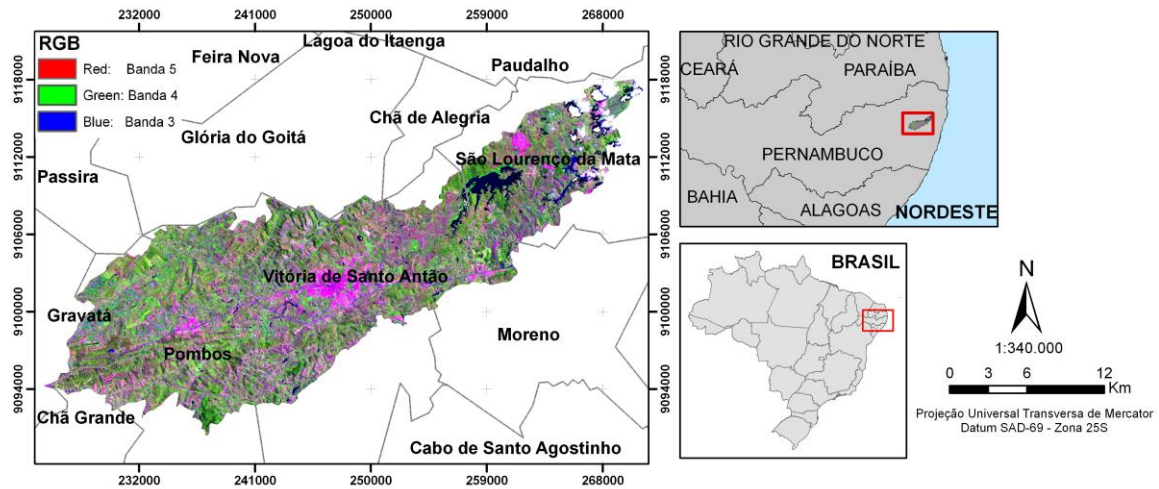 232000 241000 250000 259000 268000
RGB
Red: Banda 5
Green: Banda 4
Blue: Banda 3
Lagoa do Itaenga
Feira Nova
Paudalho
Chã de Alegria
Glória do Goitá
São Lourenço da Mata
Passira
Vitória de Santo Antão
Gravatá
Moreno
Pombos
Chã Grande
Cabo de Santo Agostinho
9118000
9112000
9106000
9100000
9094000
9118000
9112000
9106000
9100000
9094000
232000 241000 250000 259000 268000
RIO GRANDE DO NORTE
CEARÁ
PARAÍBA
PERNAMBUCO
BAHIA
ALAGOAS
NORDESTE
BRASIL
N
1:340.000
0 3 6 12
Km
Projeção Universal Transversa de Mercator
Datum SAD-69 - Zona 25S